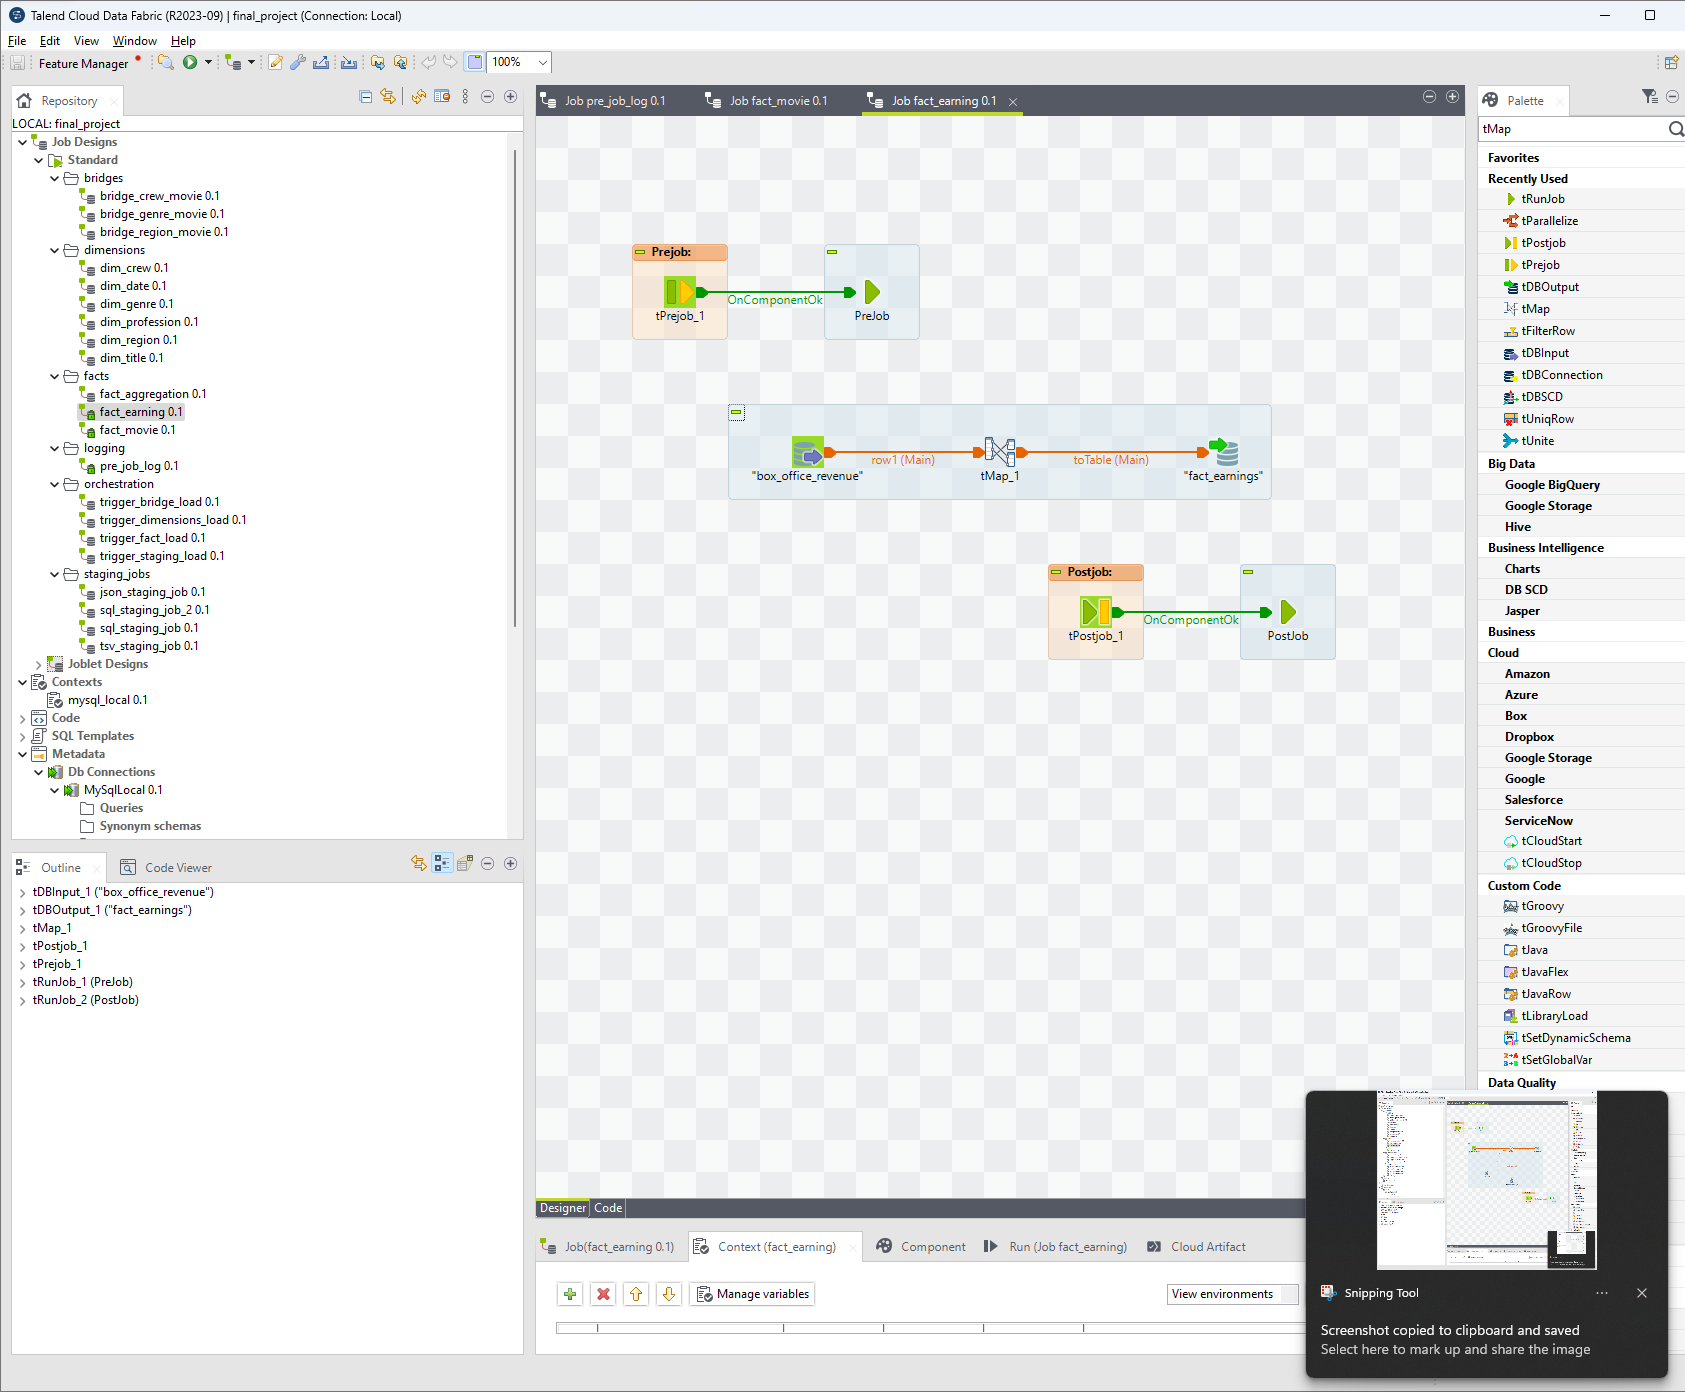 Talend Cloud Data Fabric (R2023-09) | final_project (Connection: Local)
File Edit View Window Help
Feature Manager
100%
Repository
LOCAL: final_project
Job Designs
Standard
bridges
bridge_crew_movie 0.1
bridge_genre_movie 0.1
bridge_region_movie 0.1
dimensions
dim_crew 0.1
dim_date 0.1
dim_genre 0.1
dim_profession 0.1
dim_region 0.1
dim_title 0.1
facts
fact_aggregation 0.1
fact_earning 0.1
fact_movie 0.1
logging
pre_job_log 0.1
orchestration
trigger_bridge_load 0.1
trigger_dimensions_load 0.1
trigger_fact_load 0.1
trigger_staging_load 0.1
staging_jobs
json_staging_job 0.1
sql_staging_job_2 0.1
sql_staging_job 0.1
tsv_staging_job 0.1
Joblet Designs
Contexts
mysql_local 0.1
Code
SQL Templates
Metadata
Db Connections
MySqlLocal 0.1
Queries
Synonym schemas
Outline
Code Viewer
tDBInput_1 ("box_office_revenue")
tDBOutput_1 ("fact_earnings")
tMap_1
tPostjob_1
tPrejob_1
tRunJob_1 (PreJob)
tRunJob_2 (PostJob)
Job pre_job_log 0.1
Job fact_movie 0.1
Job fact_earning 0.1
Prejob:
OnComponentOk
tPrejob_1
PreJob
row1 (Main)
toTable (Main)
"box_office_revenue"
tMap_1
"fact_earnings"
Postjob:
OnComponentOk
tPostjob_1
PostJob
Designer
Code
Job(fact_earning 0.1)
Context (fact_earning)
Component
Run (Job fact_earning)
Cloud Artifact
Manage variables
View environments
Palette
tMap
Favorites
Recently Used
tRunJob
tParallelize
tPostjob
tPrejob
tDBOutput
tMap
tFilterRow
tDBInput
tDBConnection
tDBSCD
tUniqRow
tUnite
Big Data
Google BigQuery
Google Storage
Hive
Business Intelligence
Charts
DB SCD
Jasper
Business
Cloud
Amazon
Azure
Box
Dropbox
Google Storage
Google
Salesforce
ServiceNow
tCloudStart
tCloudStop
Custom Code
tGroovy
tGroovyFile
tJava
tJavaFlex
tJavaRow
tLibraryLoad
tSetDynamicSchema
tSetGlobalVar
Data Quality
Snipping Tool
Screenshot copied to clipboard and saved
Select here to mark up and share the image